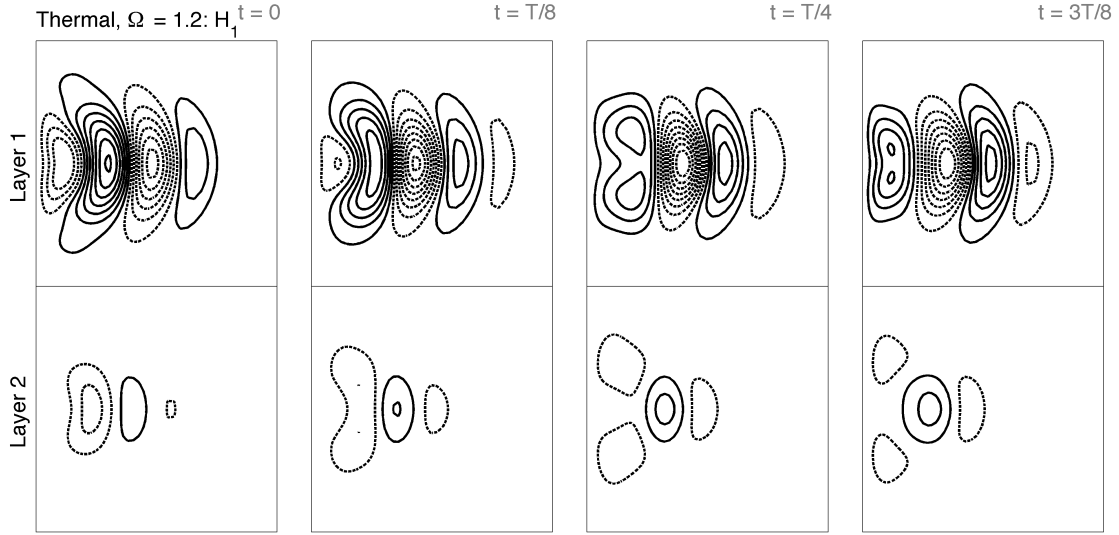 Thermal, Ω = 1.2: H₁
t = 0
t = T/8
t = T/4
t = 3T/8
Layer 1
Layer 2